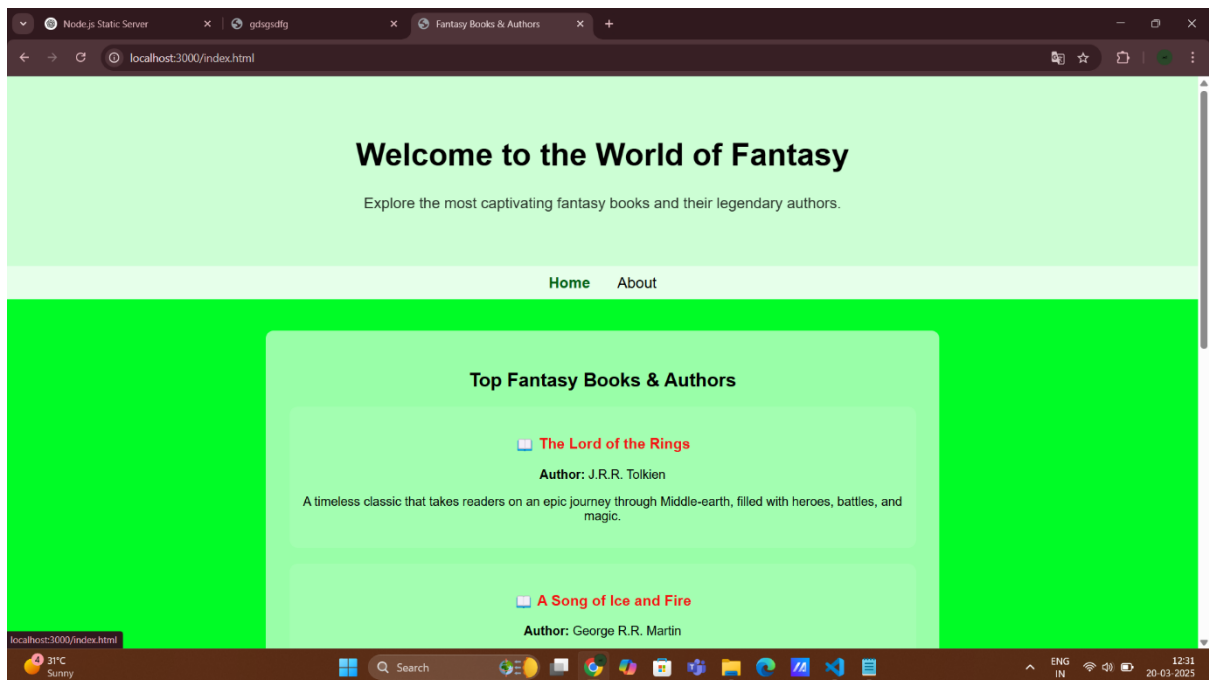 Node.js Static Server
gdsgsdfg
Fantasy Books & Authors
localhost:3000/index.html
Welcome to the World of Fantasy
Explore the most captivating fantasy books and their legendary authors.
Home About
Top Fantasy Books & Authors
📖 The Lord of the Rings
Author: J.R.R. Tolkien
A timeless classic that takes readers on an epic journey through Middle-earth, filled with heroes, battles, and
magic.
📖 A Song of Ice and Fire
Author: George R.R. Martin
localhost:3000/index.html
4
31°C
Sunny
Search
ENG
IN
12:31
20-03-2025